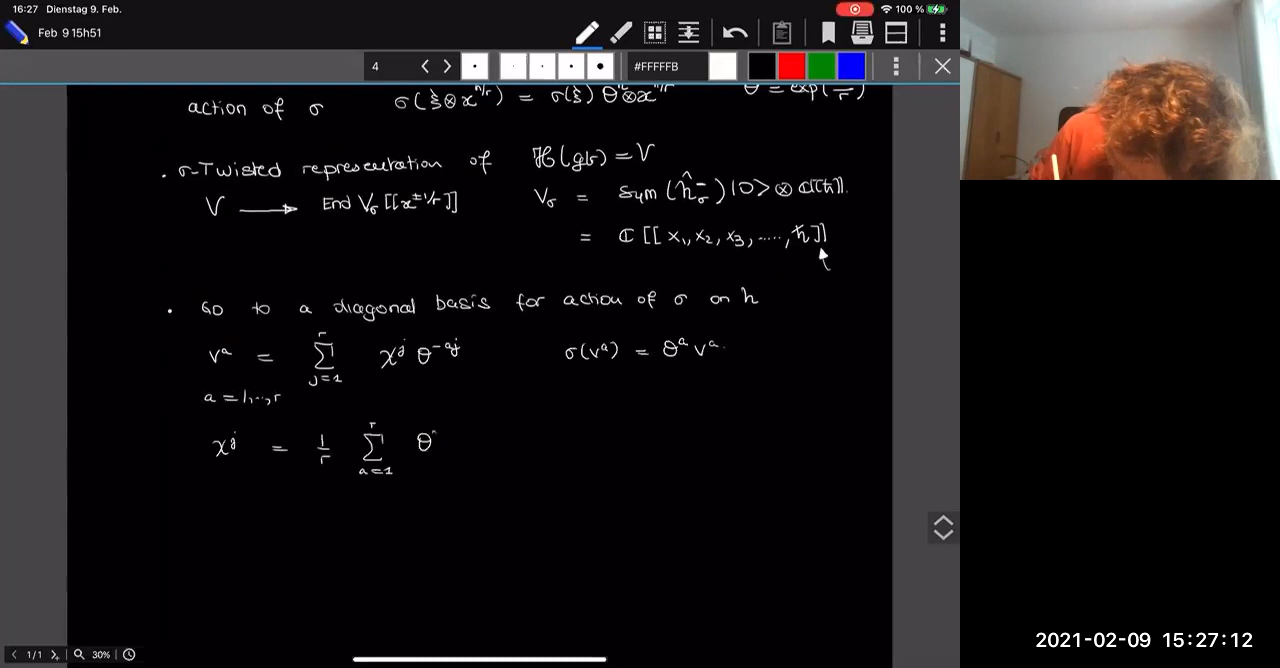 16:27 Dienstag 9. Feb.
100 %
Feb 9 15h51
4
#FFFFFB
action of σ σ(ξ⊗x^{n/r}) = σ(ξ) θ^n ⊗x^{n/r}
. σ-Twisted representation of H(gl_r) = V
V ⟶ End V_σ [[x^{±1/r}]] V_σ = Sym(ĥ_σ^-)|0> ⊗ ℂ[[ħ]].
= ℂ[[x_1, x_2, x_3, ....., ħ]]
. Go to a diagonal basis for action of σ on h
v^a = Σ_{j=1}^{r} χ^j θ^{-aj} σ(v^a) = θ^a v^a.
a = 1,..,r
χ^j = 1/r Σ_{a=1}^{r} θ
1/1
30%
2021-02-09 15:27:12